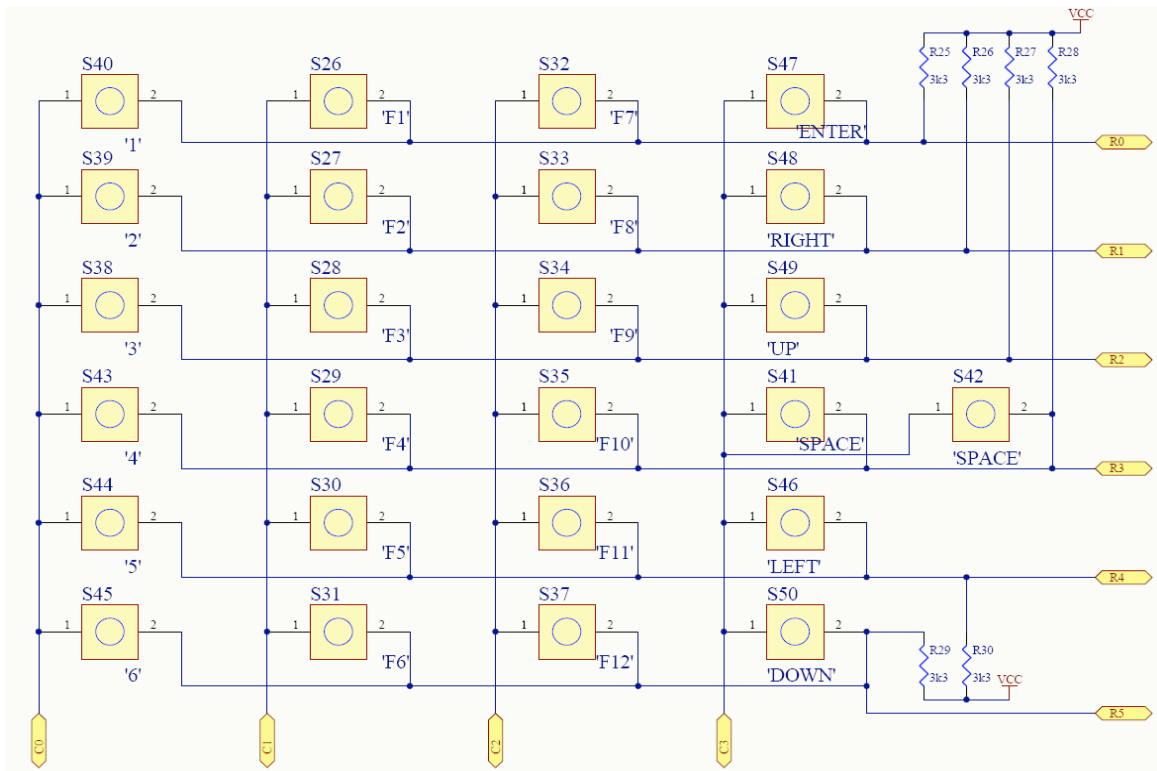 VCC
R25 R26 R27 R28
3k3 3k3 3k3 3k3
S40 S26 S32 S47
1 2 1 2 1 2 1 2
'1' 'F1' 'F7' 'ENTER'
R0
S39 S27 S33 S48
1 2 1 2 1 2 1 2
'2' 'F2' 'F8' 'RIGHT'
R1
S38 S28 S34 S49
1 2 1 2 1 2 1 2
'3' 'F3' 'F9' 'UP'
R2
S43 S29 S35 S41 S42
1 2 1 2 1 2 1 2 1 2
'4' 'F4' 'F10' 'SPACE' 'SPACE'
R3
S44 S30 S36 S46
1 2 1 2 1 2 1 2
'5' 'F5' 'F11' 'LEFT'
R4
S45 S31 S37 S50
1 2 1 2 1 2 1 2
'6' 'F6' 'F12' 'DOWN'
R29 R30
3k3 3k3
VCC
R5
C0 C1 C2 C3